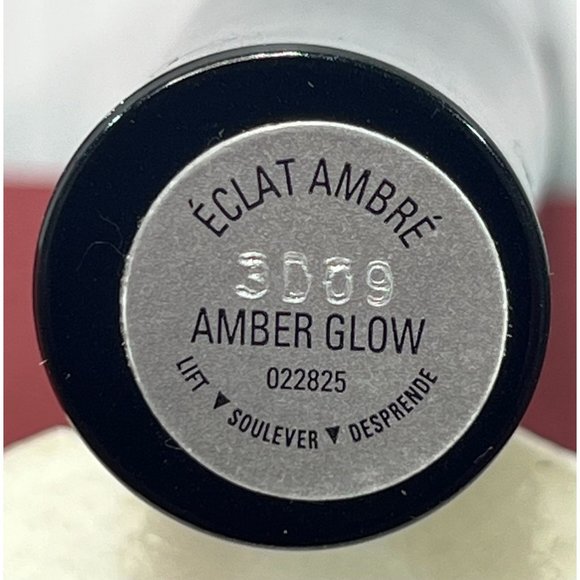 ÉCLAT AMBRÉ
3D09
AMBER GLOW
022825
LIFT ▼ SOULEVER ▼ DESPRENDE